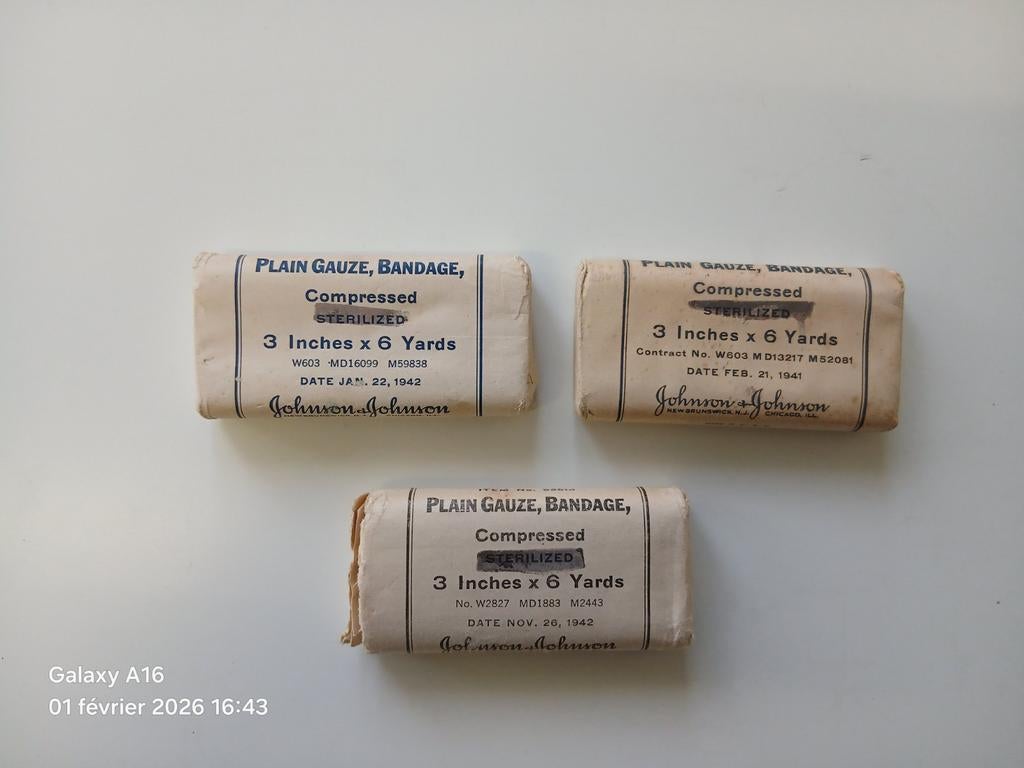 PLAIN GAUZE, BANDAGE,
Compressed
STERILIZED
3 Inches x 6 Yards
W603 MD16099 M59838
DATE JAN. 22, 1942
Johnson & Johnson
PLAIN GAUZE, BANDAGE,
Compressed
STERILIZED
3 Inches x 6 Yards
Contract No. W603 MD13217 M52081
DATE FEB. 21, 1941
Johnson & Johnson
NEW BRUNSWICK, N.J. CHICAGO, ILL.
PLAIN GAUZE, BANDAGE,
Compressed
STERILIZED
3 Inches x 6 Yards
No. W2827 MD1883 M2443
DATE NOV. 26, 1942
Johnson & Johnson
Galaxy A16
01 février 2026 16:43